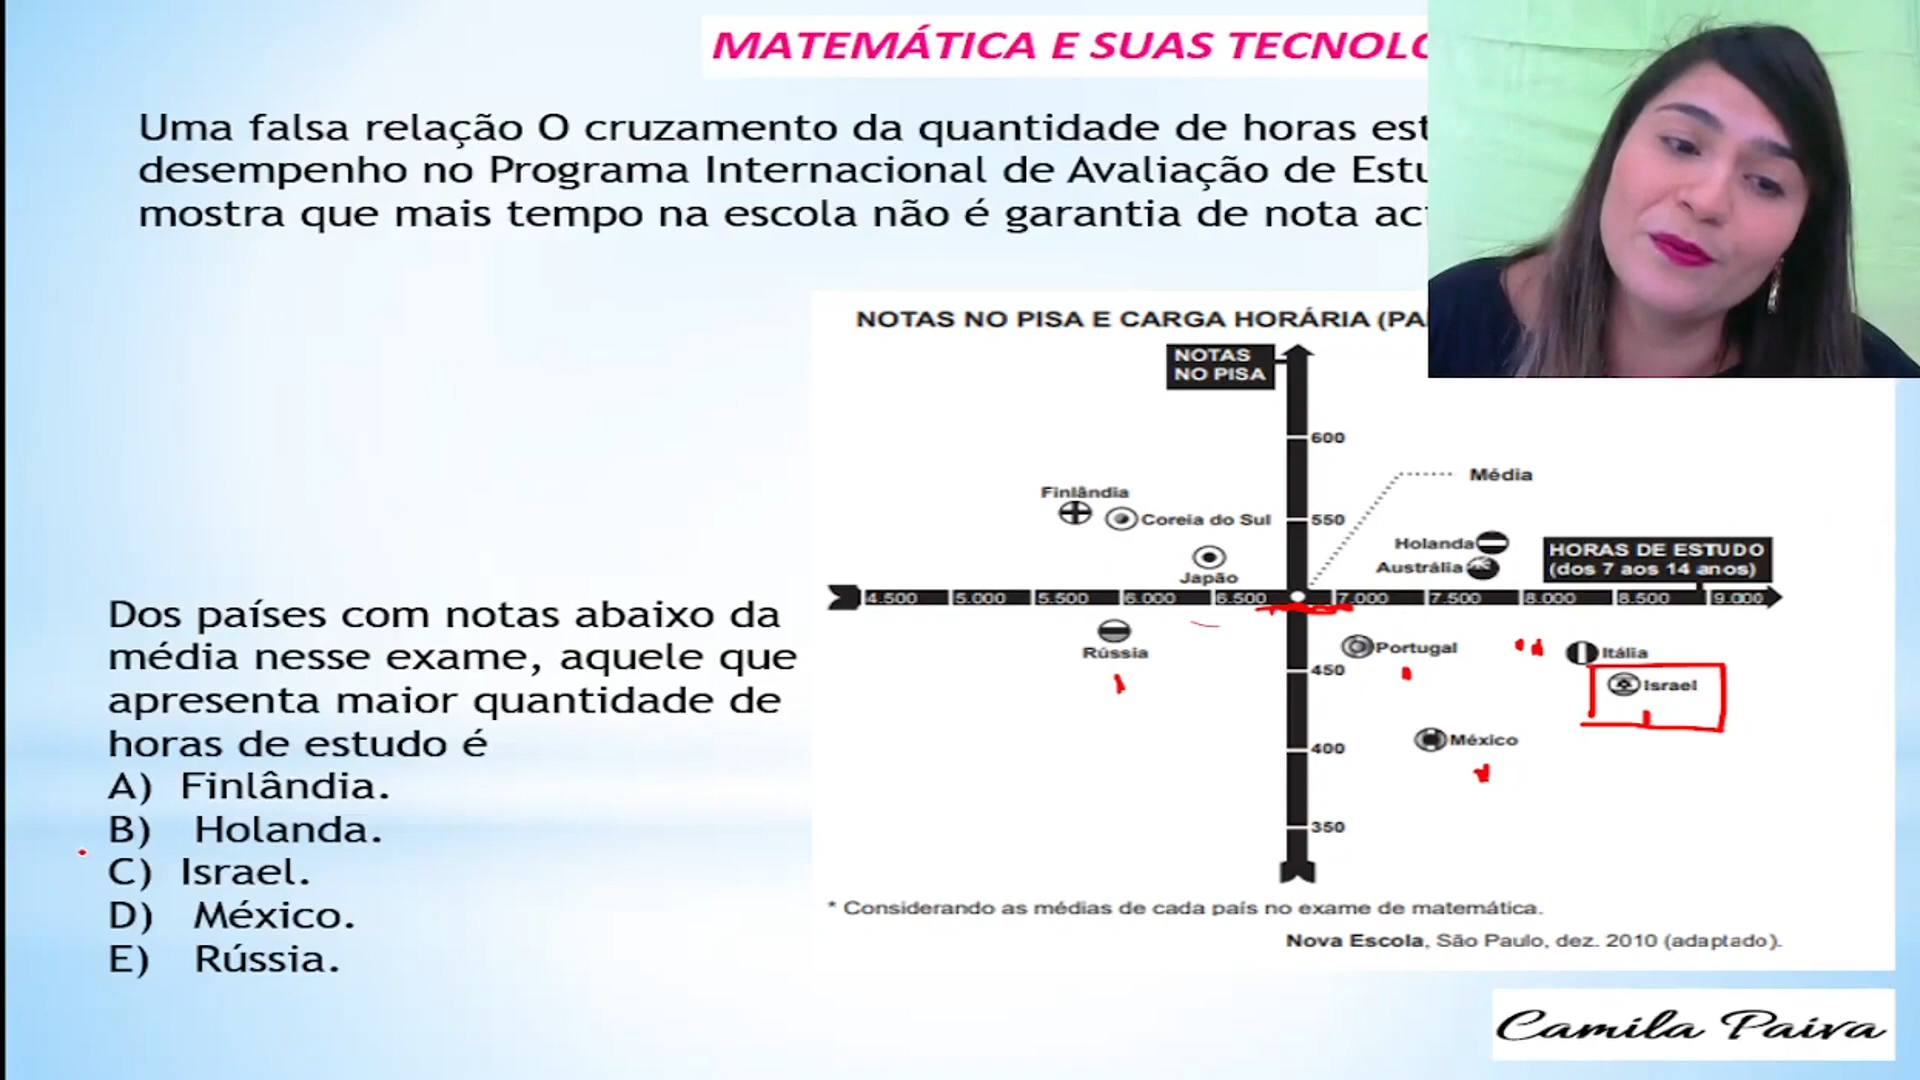 MATEMÁTICA E SUAS
Uma falsa relação O cruzamento da quantidade de horas
desempenho no Programa Internacional de Avaliação de
mostra que mais tempo na escola não é garantia de nota
NOTAS NO PISA E CARGA HORÁRIA
NOTAS
NO PISA
600
Média
Finlândia
Coreia do Sul
550
Holanda
HORAS DE ESTUDO
(dos 7 aos 14 anos)
Austrália
Japão
4.500 5.000 5.500 6.000 6.500 7.000 7.500 8.000 8.500 9.000
Rússia
Portugal
Itália
450
Israel
México
400
350
* Considerando as médias de cada país no exame de matemática.
Nova Escola, São Paulo, dez. 2010 (adaptado).
Dos países com notas abaixo da
média nesse exame, aquele que
apresenta maior quantidade de
horas de estudo é
A) Finlândia.
B) Holanda.
C) Israel.
D) México.
E) Rússia.
Camila Paiva